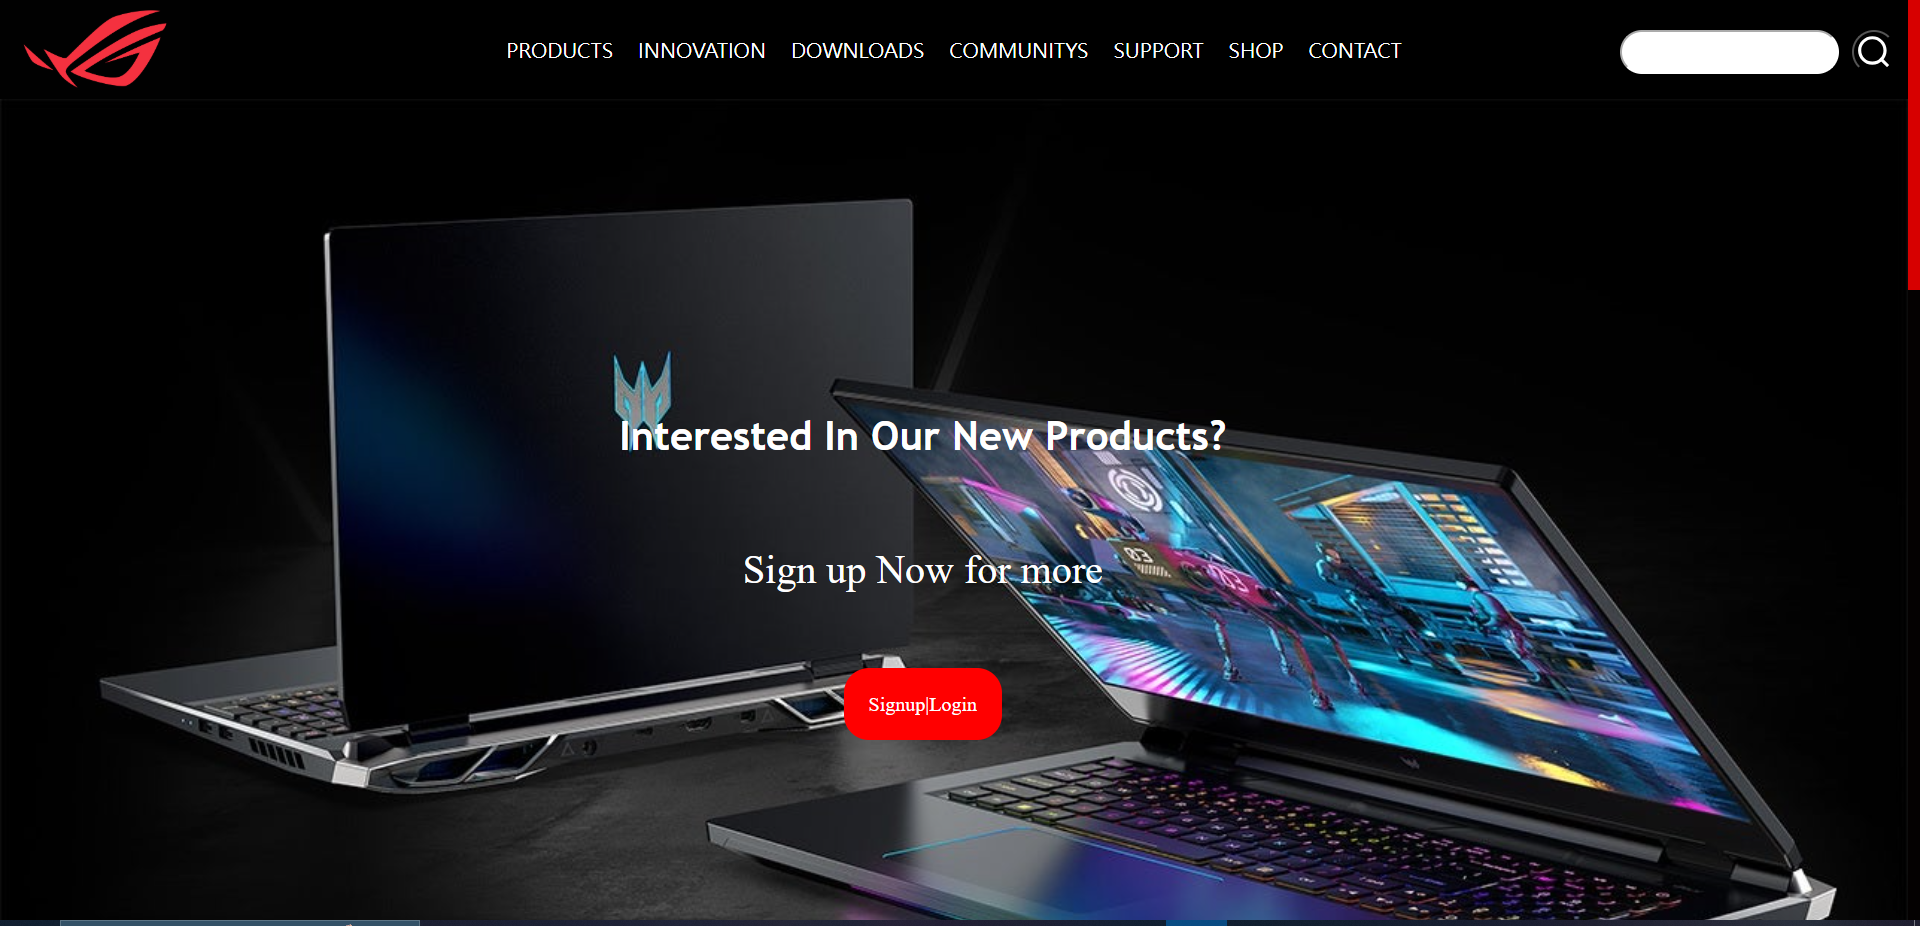 PRODUCTS INNOVATION DOWNLOADS COMMUNITYS SUPPORT SHOP CONTACT
Interested In Our New Products?
Sign up Now for more
Signup|Login